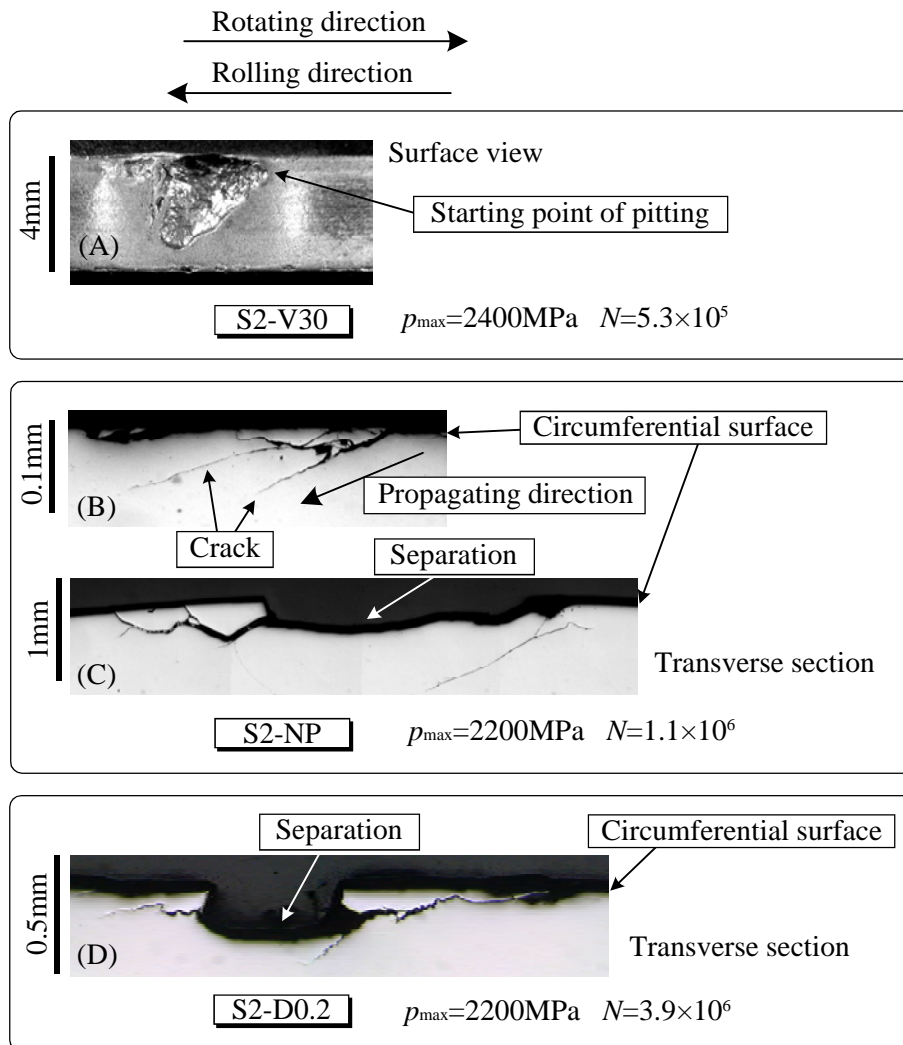 Rotating direction
Rolling direction
4mm
Surface view
Starting point of pitting
(A)
S2-V30 pmax=2400MPa N=5.3×10⁵
0.1mm
Circumferential surface
Propagating direction
(B)
Crack
Separation
1mm
(C)
Transverse section
S2-NP pmax=2200MPa N=1.1×10⁶
Separation
Circumferential surface
0.5mm
(D)
Transverse section
S2-D0.2 pmax=2200MPa N=3.9×10⁶